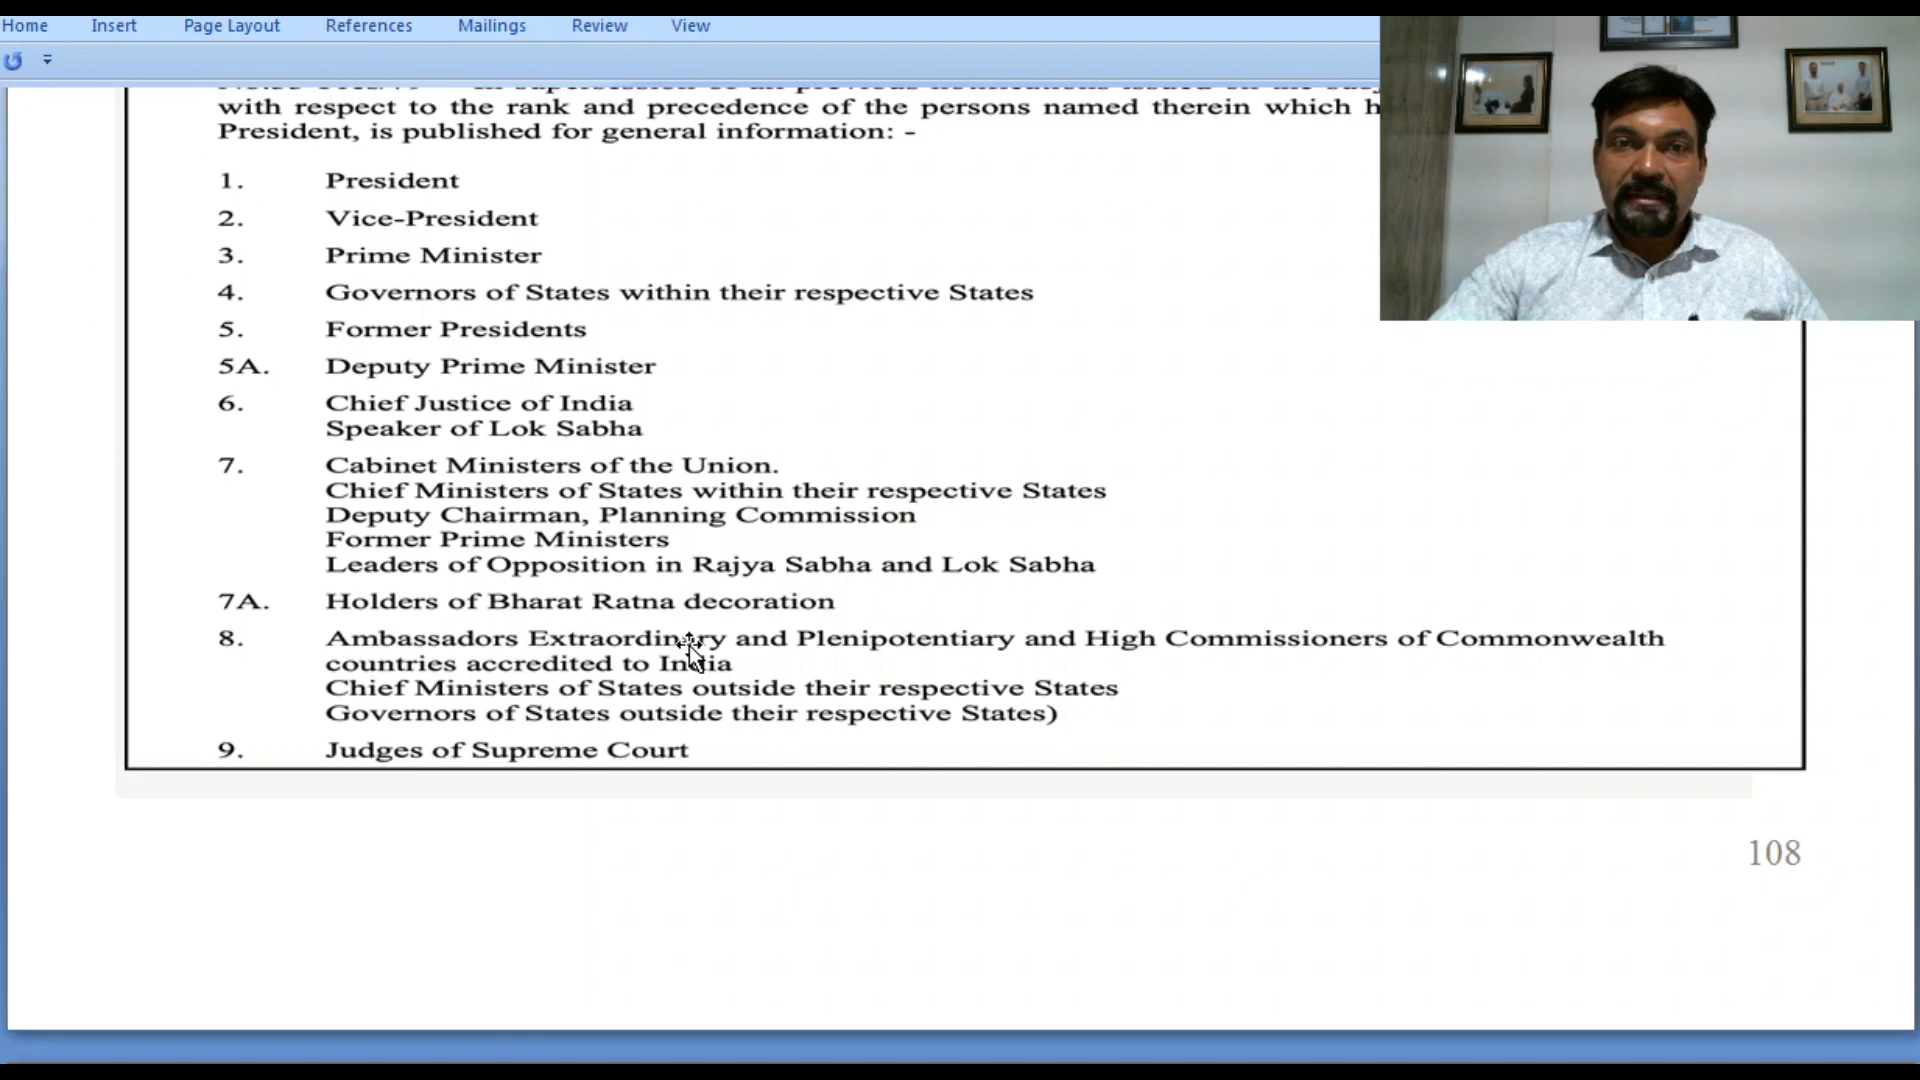 Home Insert Page Layout References Mailings Review View
with respect to the rank and precedence of the persons named therein which
President, is published for general information: -
1. President
2. Vice-President
3. Prime Minister
4. Governors of States within their respective States
5. Former Presidents
5A. Deputy Prime Minister
6. Chief Justice of India
Speaker of Lok Sabha
7. Cabinet Ministers of the Union.
Chief Ministers of States within their respective States
Deputy Chairman, Planning Commission
Former Prime Ministers
Leaders of Opposition in Rajya Sabha and Lok Sabha
7A. Holders of Bharat Ratna decoration
8. Ambassadors Extraordinary and Plenipotentiary and High Commissioners of Commonwealth
countries accredited to India
Chief Ministers of States outside their respective States
Governors of States outside their respective States)
9. Judges of Supreme Court
108